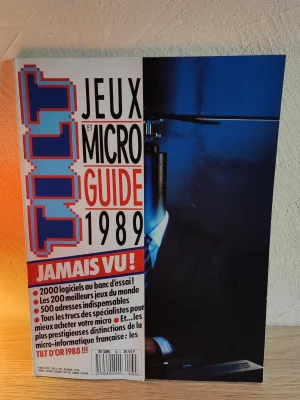 TILT
JEUX
ET MICRO
GUIDE
1989
JAMAIS VU !
• 2000 logiciels au banc d'essai !
• Les 200 meilleurs jeux du monde
• 500 adresses indispensables
• Tous les trucs des spécialistes pour
mieux acheter votre micro • Et...les
plus prestigieuses distinctions de la
micro-informatique française : les
TILT D'OR 1988 !!!